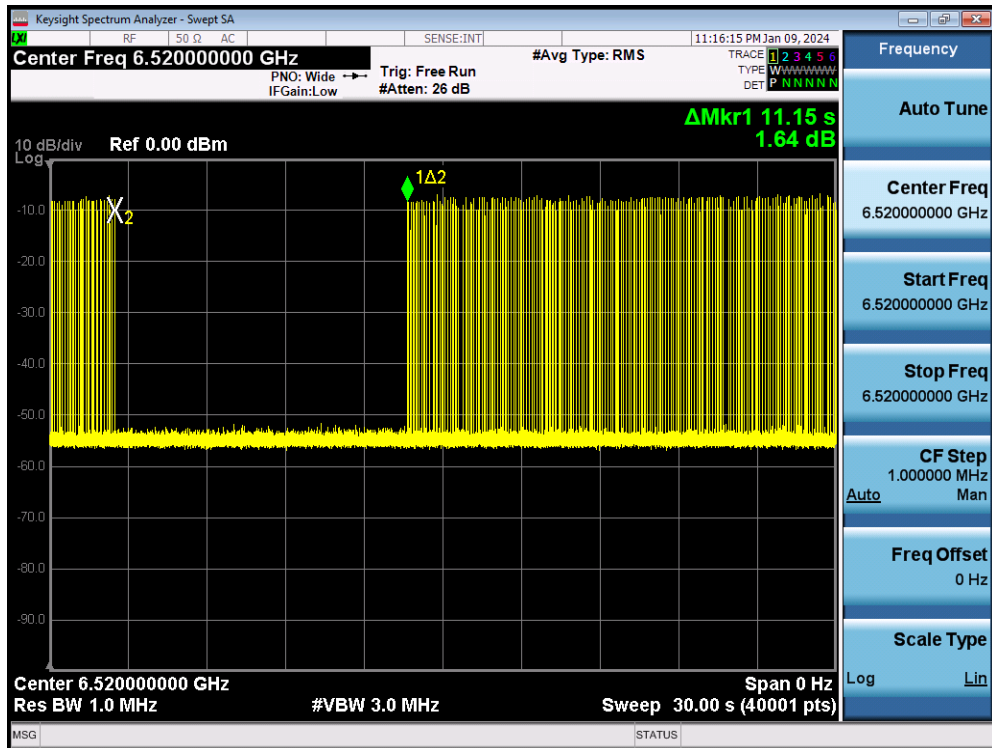 Keysight Spectrum Analyzer - Swept SA
LXI RF 50 Ω AC SENSE:INT 11:16:15 PM Jan 09, 2024
Center Freq 6.520000000 GHz
#Avg Type: RMS
TRACE 1 2 3 4 5 6
PNO: Wide Trig: Free Run
TYPE WWWWWW
IFGain:Low #Atten: 26 dB
DET P N N N N N
ΔMkr1 11.15 s
1.64 dB
10 dB/div Ref 0.00 dBm
Log
1Δ2
2
-10.0
-20.0
-30.0
-40.0
-50.0
-60.0
-70.0
-80.0
-90.0
Center 6.520000000 GHz Span 0 Hz
Res BW 1.0 MHz #VBW 3.0 MHz Sweep 30.00 s (40001 pts)
MSG STATUS
Frequency
Auto Tune
Center Freq
6.520000000 GHz
Start Freq
6.520000000 GHz
Stop Freq
6.520000000 GHz
CF Step
1.000000 MHz
Auto Man
Freq Offset
0 Hz
Scale Type
Log Lin